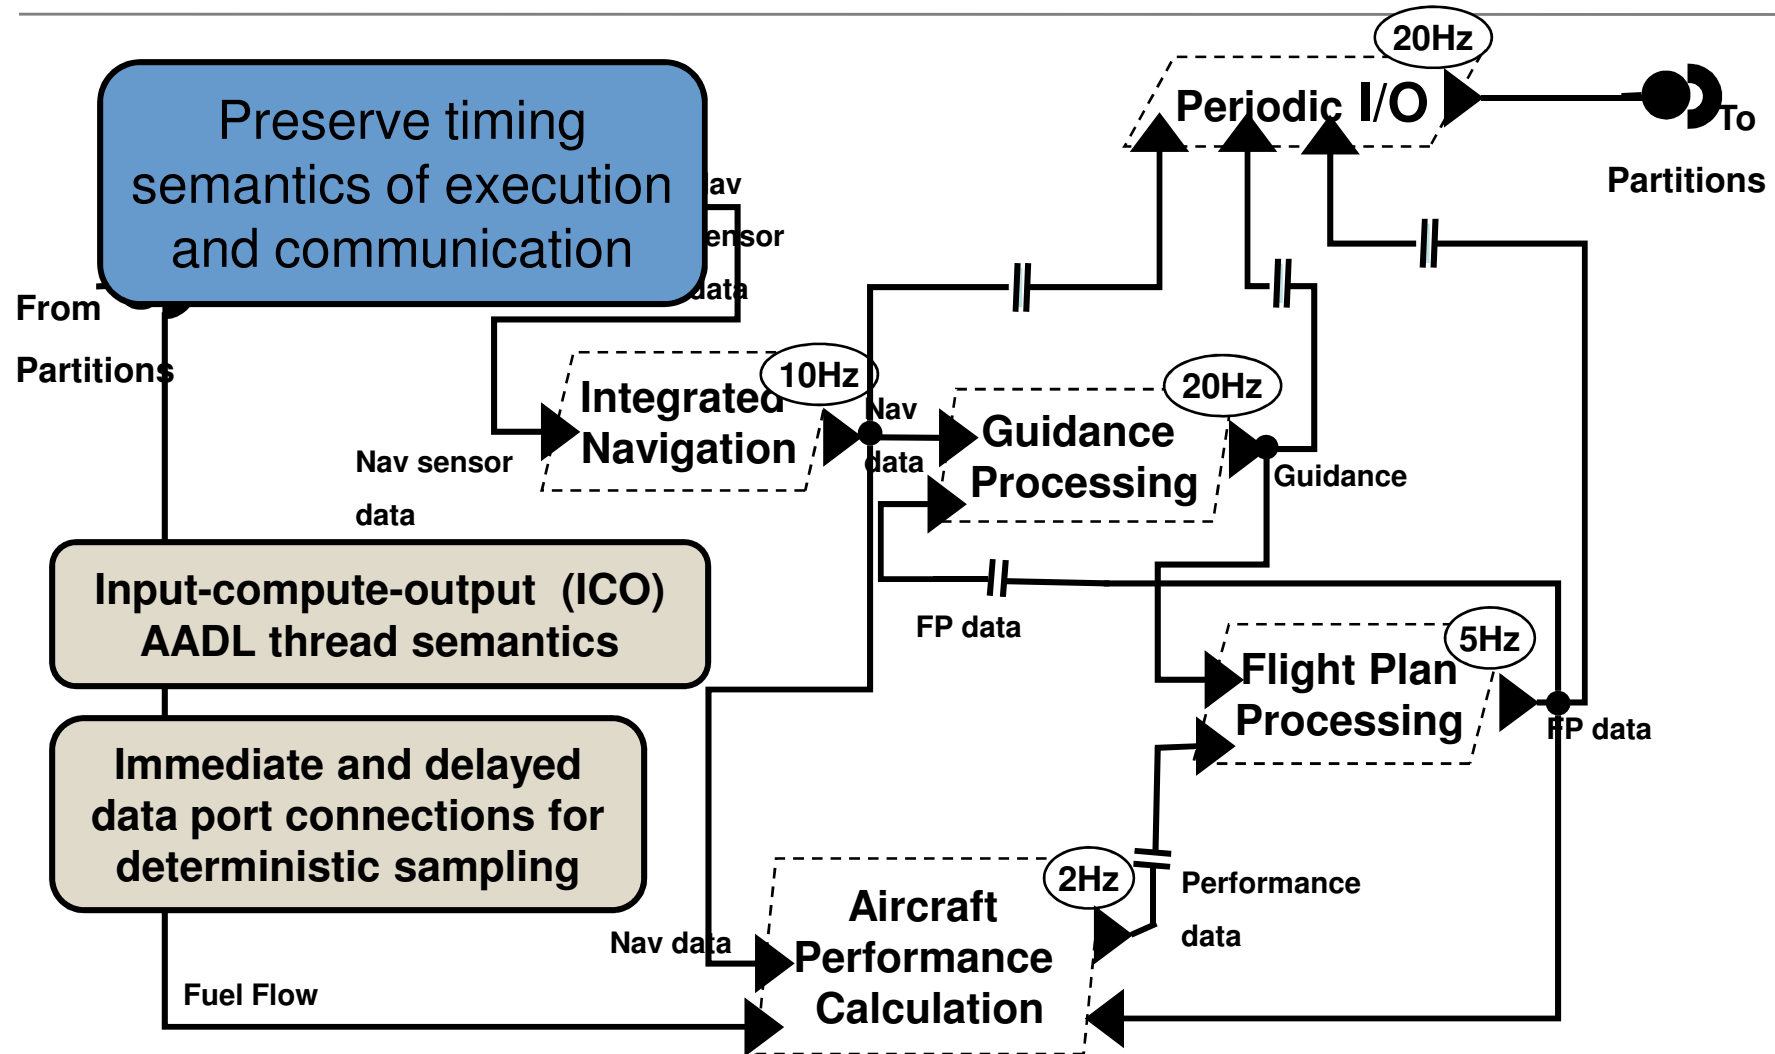 20Hz
Periodic I/O
To
Partitions
Preserve timing
semantics of execution
and communication
data
From
Partitions
10Hz
Integrated
Navigation
20Hz
Nav
data
Guidance
Processing
Guidance
Nav sensor
data
Input-compute-output (ICO)
AADL thread semantics
FP data
5Hz
Flight Plan
Processing
FP data
Immediate and delayed
data port connections for
deterministic sampling
2Hz
Aircraft
Performance
Calculation
Performance
data
Nav data
Fuel Flow